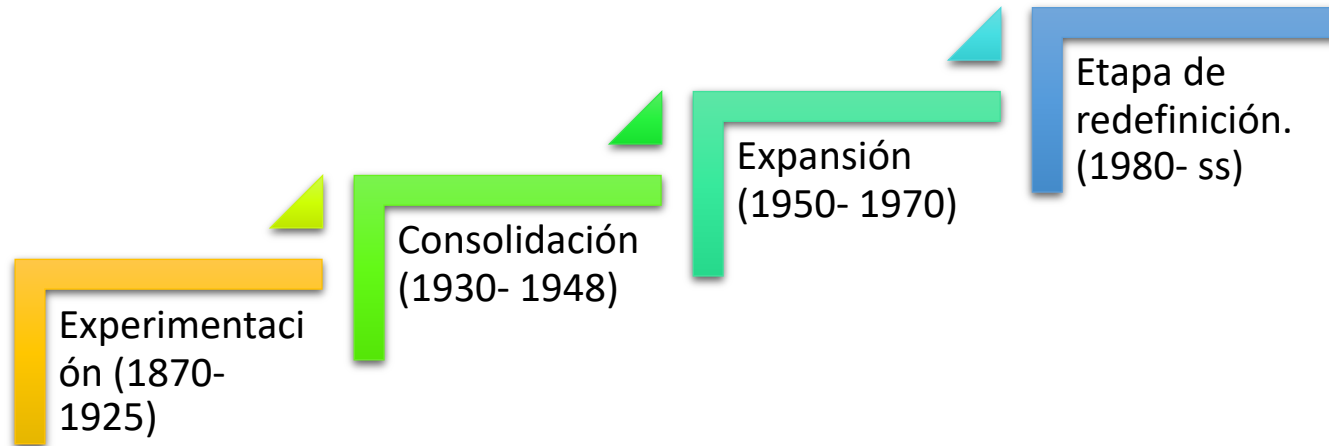 Experimentaci
ón (1870-
1925)
Consolidación
(1930- 1948)
Expansión
(1950- 1970)
Etapa de
redefinición.
(1980- ss)